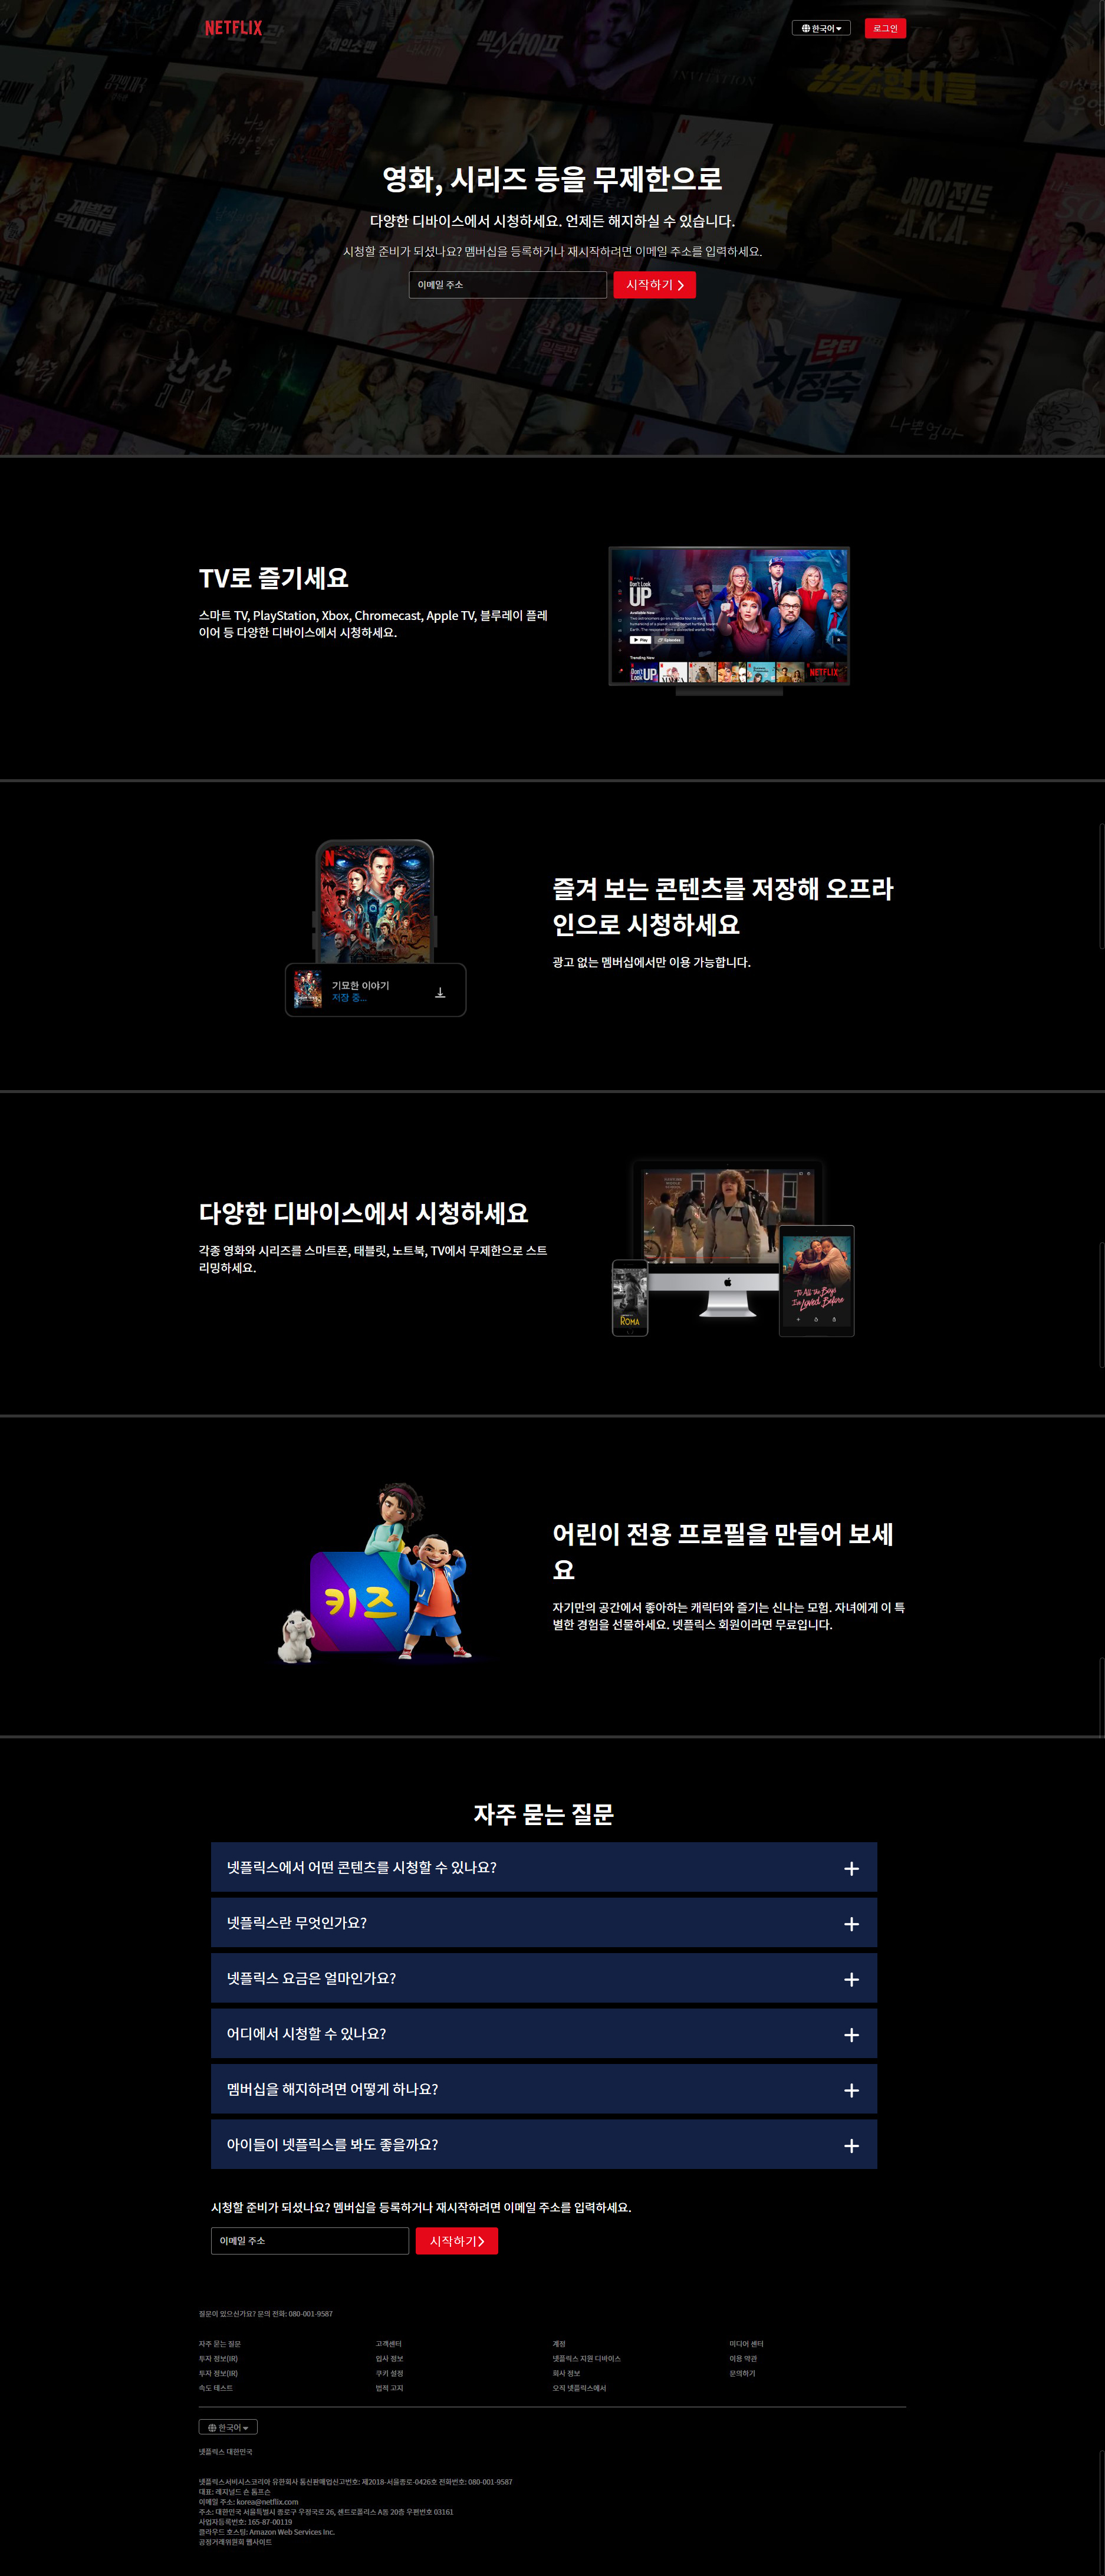 NETFLIX
한국어
로그인
영화, 시리즈 등을 무제한으로
다양한 디바이스에서 시청하세요. 언제든 해지하실 수 있습니다.
시청할 준비가 되셨나요? 멤버십을 등록하거나 재시작하려면 이메일 주소를 입력하세요.
이메일 주소
시작하기
TV로 즐기세요
스마트 TV, PlayStation, Xbox, Chromecast, Apple TV, 블루레이 플레
이어 등 다양한 디바이스에서 시청하세요.
Don't Look
UP
Play
Episodes
Trending Now
NETFLIX
즐겨 보는 콘텐츠를 저장해 오프라
인으로 시청하세요
광고 없는 멤버십에서만 이용 가능합니다.
기묘한 이야기
저장 중...
다양한 디바이스에서 시청하세요
각종 영화와 시리즈를 스마트폰, 태블릿, 노트북, TV에서 무제한으로 스트
리밍하세요.
ROMA
To All the Boys
I've Loved Before
어린이 전용 프로필을 만들어 보세
요
자기만의 공간에서 좋아하는 캐릭터와 즐기는 신나는 모험. 자녀에게 이 특
별한 경험을 선물하세요. 넷플릭스 회원이라면 무료입니다.
키즈
자주 묻는 질문
넷플릭스에서 어떤 콘텐츠를 시청할 수 있나요?
넷플릭스란 무엇인가요?
넷플릭스 요금은 얼마인가요?
어디에서 시청할 수 있나요?
멤버십을 해지하려면 어떻게 하나요?
아이들이 넷플릭스를 봐도 좋을까요?
시청할 준비가 되셨나요? 멤버십을 등록하거나 재시작하려면 이메일 주소를 입력하세요.
이메일 주소
시작하기
질문이 있으신가요? 문의 전화: 080-001-9587
자주 묻는 질문
고객센터
계정
미디어 센터
투자 정보(IR)
입사 정보
넷플릭스 지원 디바이스
이용 약관
투자 정보(IR)
쿠키 설정
회사 정보
문의하기
속도 테스트
법적 고지
오직 넷플릭스에서
한국어
넷플릭스 대한민국
넷플릭스서비시스코리아 유한회사 통신판매업신고번호: 제2018-서울종로-0426호 전화번호: 080-001-9587
대표: 레지널드 숀 톰프슨
이메일 주소: korea@netflix.com
주소: 대한민국 서울특별시 종로구 우정국로 26, 센트로폴리스 A동 20층 우편번호 03161
사업자등록번호: 165-87-00119
클라우드 호스팅: Amazon Web Services Inc.
공정거래위원회 웹사이트